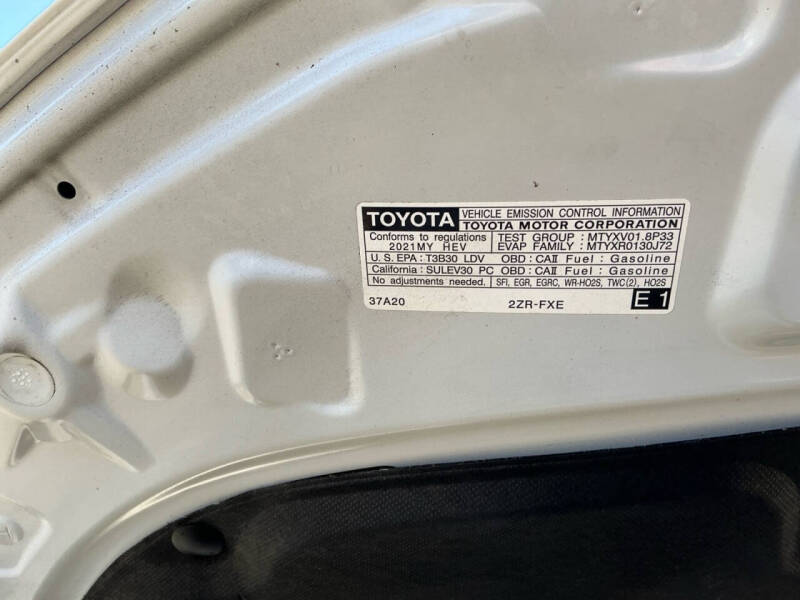 TOYOTA VEHICLE EMISSION CONTROL INFORMATION
TOYOTA MOTOR CORPORATION
Conforms to regulations TEST GROUP : MTYXV01.8P33
2021MY HEV EVAP FAMILY : MTYXR0130J72
U.S. EPA : T3B30 LDV OBD : CAII Fuel : Gasoline
California : SULEV30 PC OBD : CAII Fuel : Gasoline
No adjustments needed. SFI, EGR, EGRC, WR-HO2S, TWC(2), HO2S
37A20 2ZR-FXE E 1